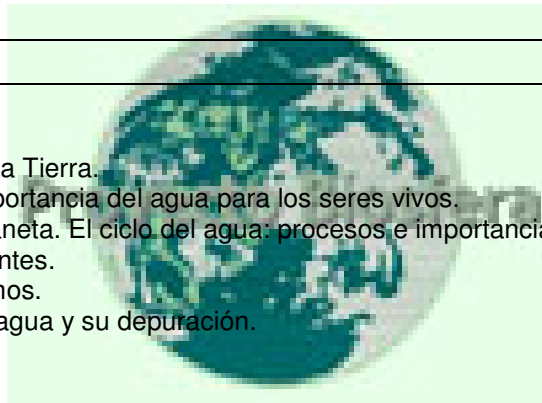 a Tierra.
portancia del agua para los seres vivos.
aneta. El ciclo del agua: procesos e importancia
ntes.
nos.
agua y su depuración.